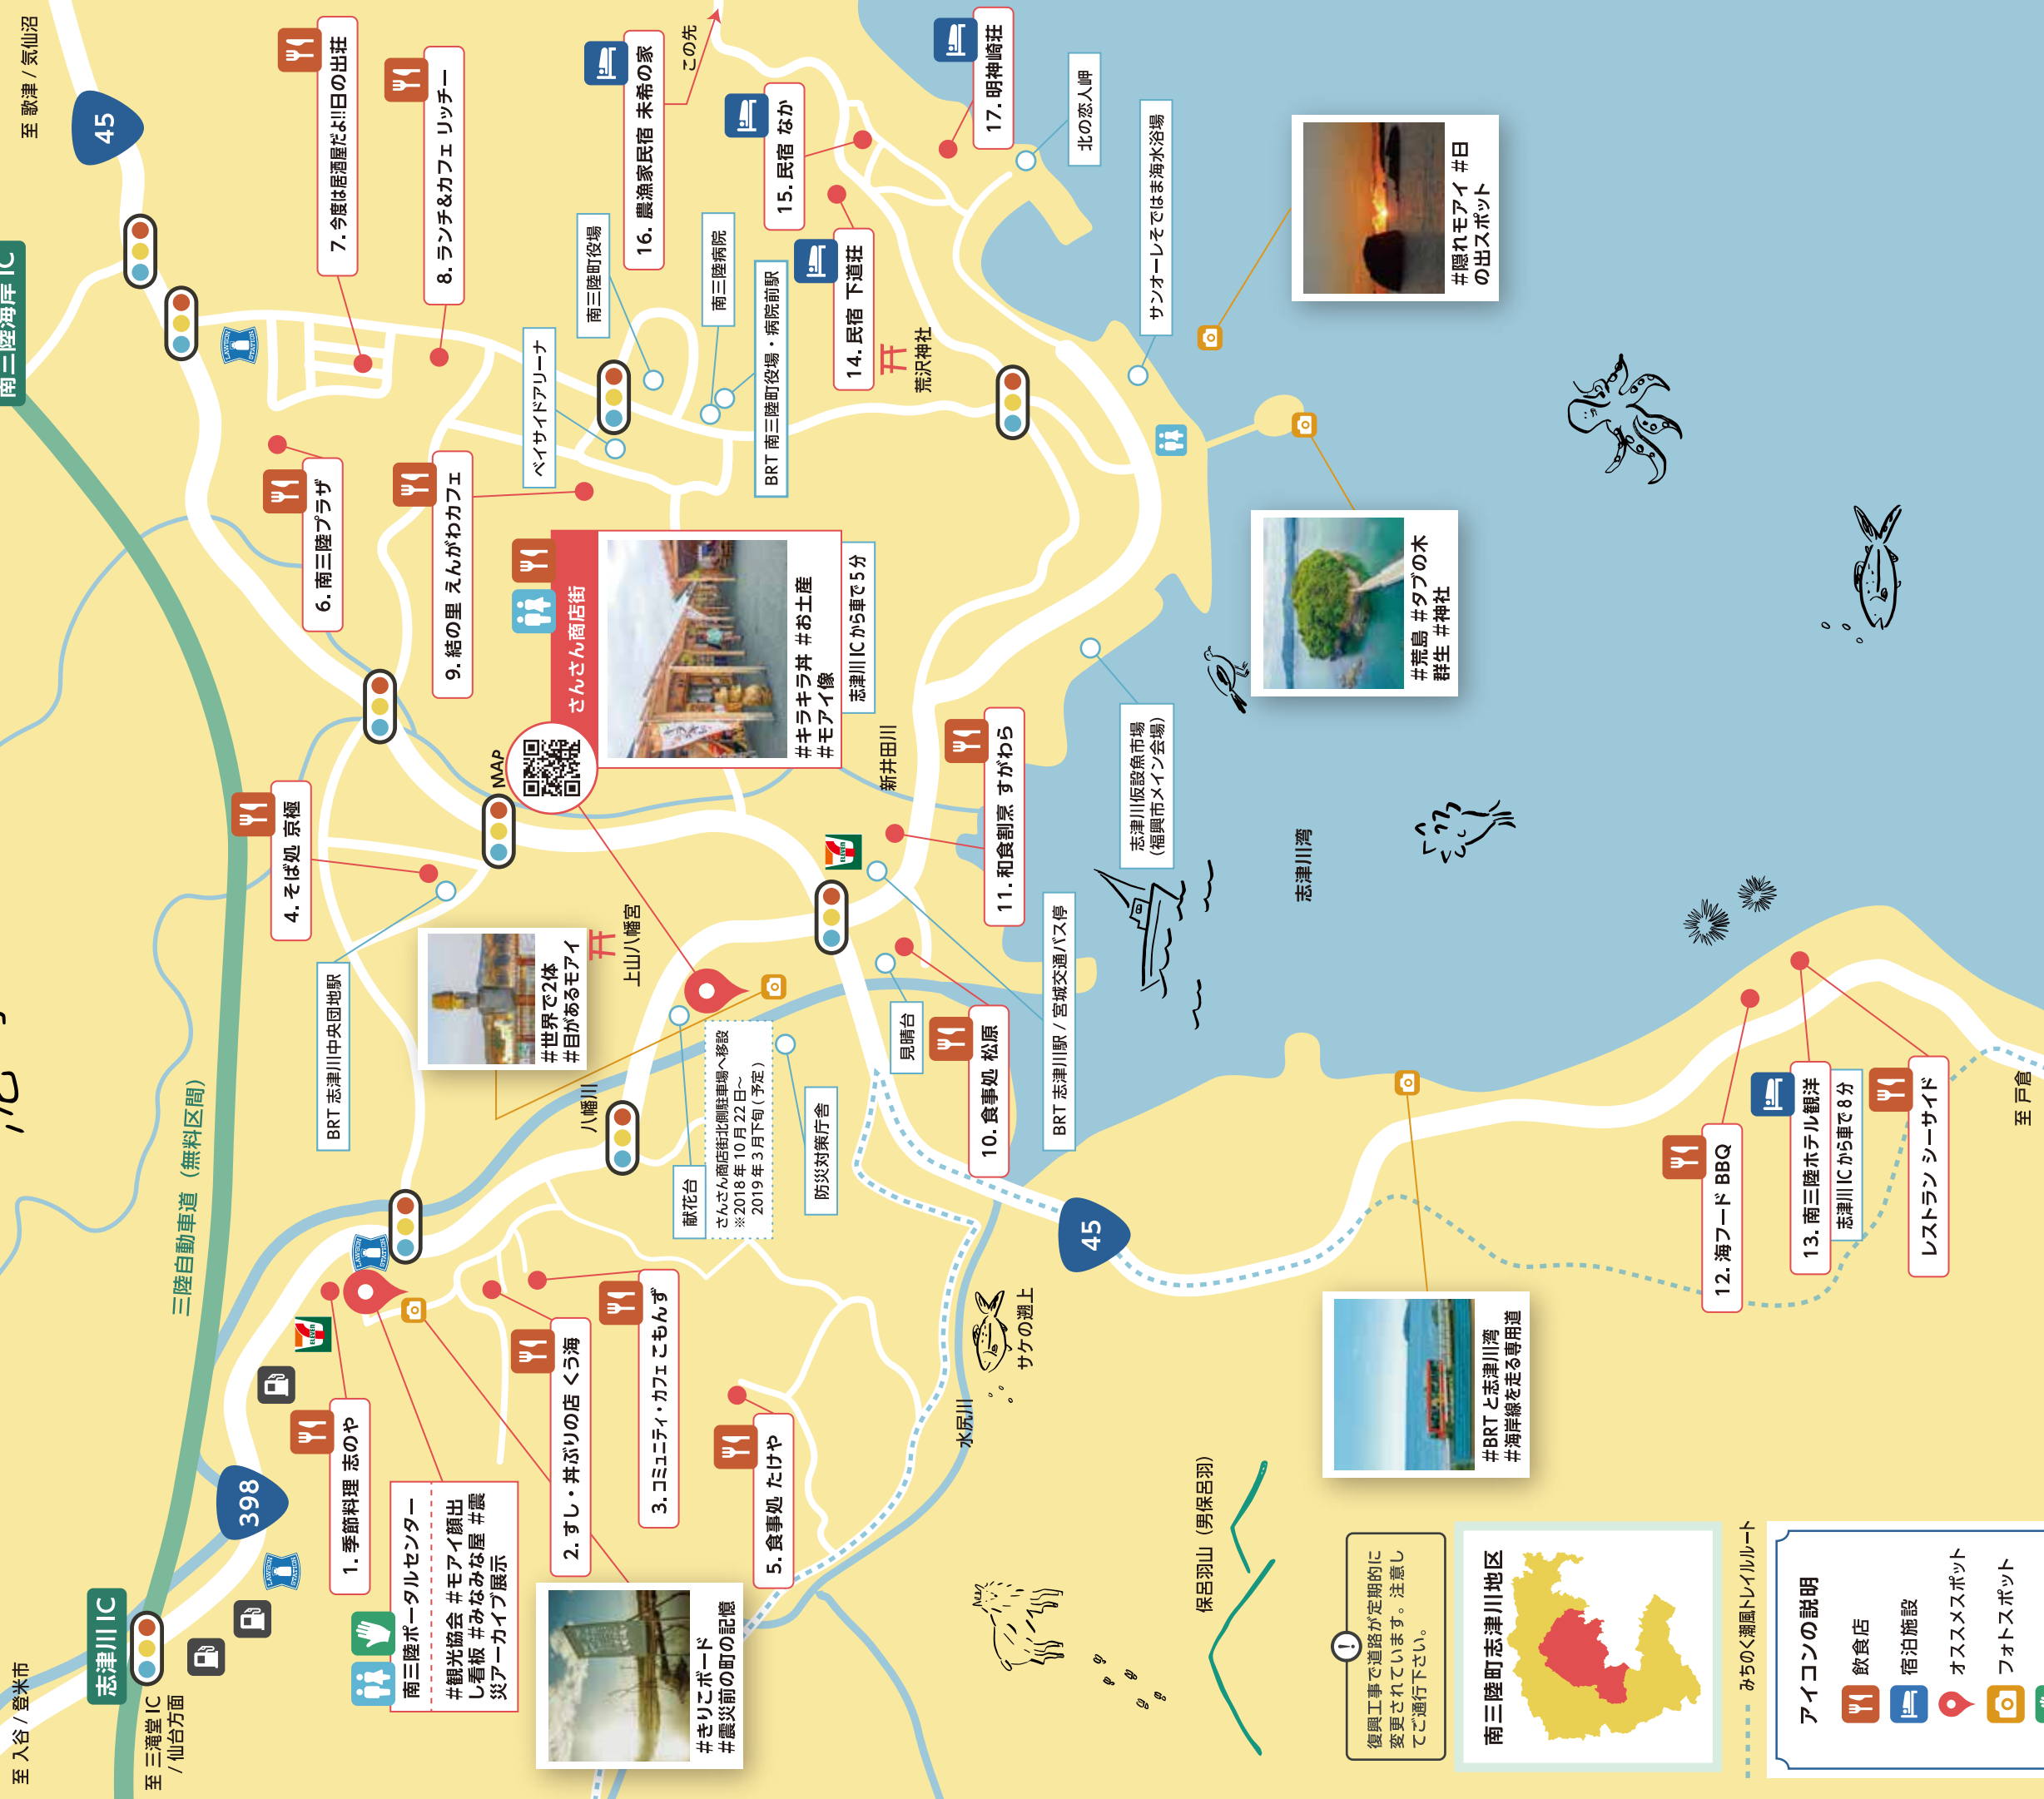 至 入谷 / 登米市
志津川 IC
至 三滝堂 IC
/ 仙台方面
398
三陸自動車道（無料区間）
南三陸海岸 IC
至 歌津 / 気仙沼
45
1. 季節料理 志のや
LAWSON
STATION
ELEVEN
南三陸ポータルセンター
#観光協会 #モアイ顔出
し看板 #みなみな屋 #震
災アーカイブ展示
2. すし・丼ぶりの店 くう海
3. コミュニティ・カフェ こもんず
#きりこボード
#震災前の町の記憶
5. 食事処 たけや
BRT 志津川中央団地駅
4. そば処 京極
#世界で2体
#目があるモアイ
上山八幡宮
八幡川
献花台
さんさん商店街北側駐車場へ移設
※2018 年 10 月 22 日～
2019 年 3 月下旬 ( 予定 )
防災対策庁舎
見晴台
10. 食事処 松原
BRT 志津川駅 / 宮城交通バス停
11. 和食割烹 すがわら
ELEVEN
新井田川
MAP
さんさん商店街
#キラキラ丼 #お土産
#モアイ像
志津川 IC から車で 5 分
6. 南三陸プラザ
LAWSON
STATION
7. 今度は居酒屋だよ!!日の出荘
8. ランチ&カフェ リッチー
9. 結の里 えんがわカフェ
ベイサイドアリーナ
南三陸町役場
南三陸病院
BRT 南三陸町役場・病院前駅
16. 農漁家民宿 未希の家
この先
15. 民宿 なか
14. 民宿 下道荘
荒沢神社
17. 明神崎荘
北の恋人岬
サンオーレそではま海水浴場
#隠れモアイ #日
の出スポット
#荒島 #タブの木
群生 #神社
志津川仮設魚市場
（福興市メイン会場）
志津川湾
45
水尻川
サケの遡上
LAWSON
STATION
#BRT と志津川湾
#海岸線を走る専用道
12. 海フード BBQ
13. 南三陸ホテル観洋
志津川 IC から車で 8 分
レストラン シーサイド
至 戸倉
保呂羽山（男保呂羽）
!
復興工事で道路が定期的に
変更されています。注意し
てご通行下さい。
南三陸町志津川地区
みちのく潮風トレイルルート
アイコンの説明
飲食店
宿泊施設
オススメスポット
フォトスポット